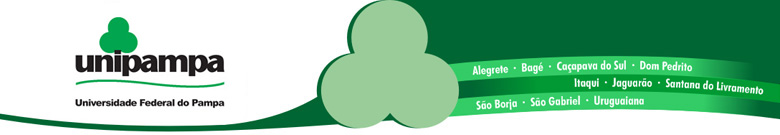 unipampa
Universidade Federal do Pampa
Alegrete · Bagé · Caçapava do Sul · Dom Pedrito
Itaqui · Jaguarão · Santana do Livramento
São Borja · São Gabriel · Uruguaiana